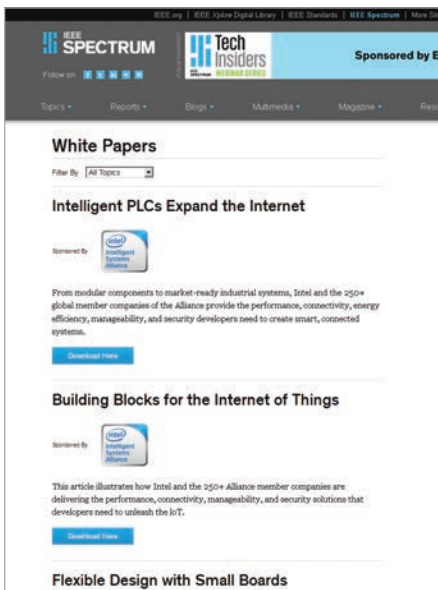 IEEE.org | IEEE Xplore Digital Library | IEEE Standards | IEEE Spectrum | More Si
IEEE
SPECTRUM
Follow on:
Advertisement
IEEE
SPECTRUM
Tech
Insiders
WEBINAR SERIES
Sponsored by E
Topics
Reports
Blogs
Multimedia
Magazine
Reso
White Papers
Filter By All Topics
Intelligent PLCs Expand the Internet
Sponsored By
intel
Intelligent
Systems
Alliance
From modular components to market-ready industrial systems, Intel and the 250+
global member companies of the Alliance provide the performance, connectivity, energy
efficiency, manageability, and security developers need to create smart, connected
systems.
Download Here
Building Blocks for the Internet of Things
Sponsored By
intel
Intelligent
Systems
Alliance
This article illustrates how Intel and the 250+ Alliance member companies are
delivering the performance, connectivity, manageability, and security solutions that
developers need to unleash the IoT.
Download Here
Flexible Design with Small Boards